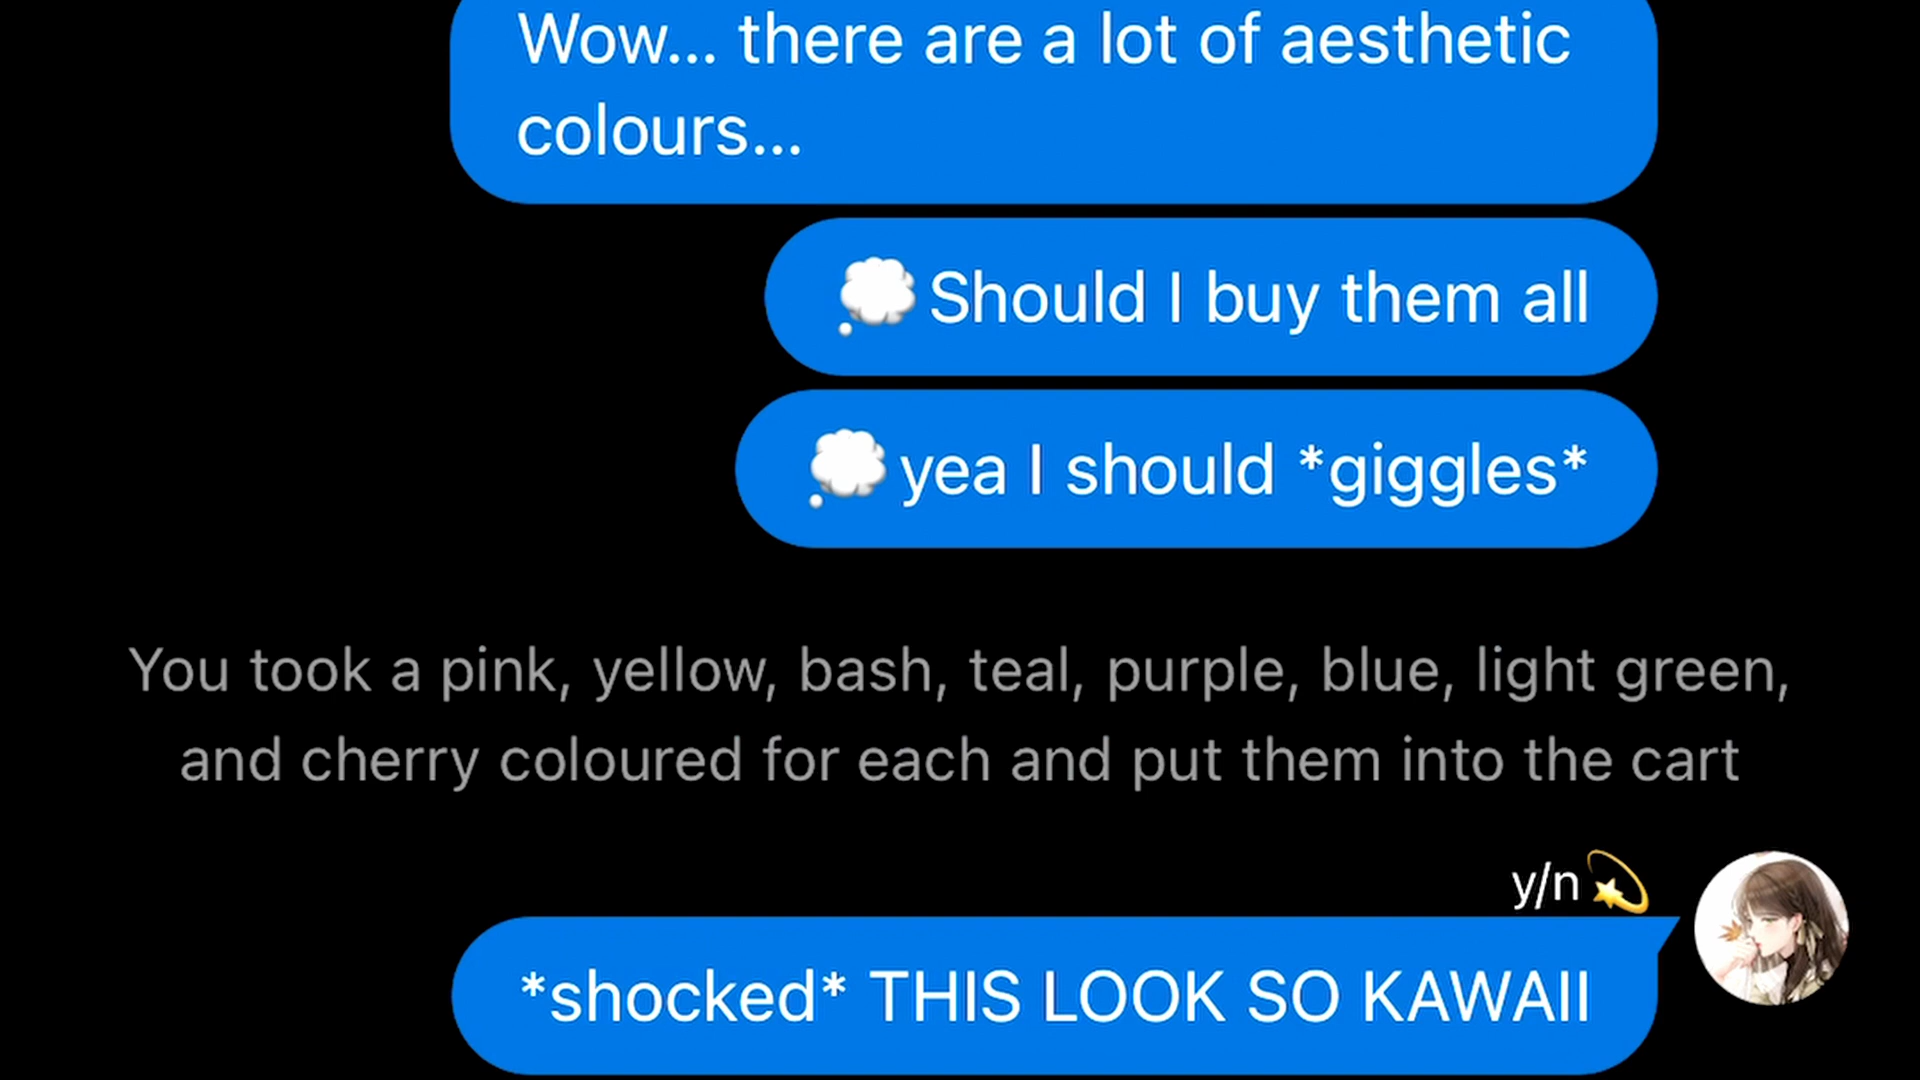 Wow... there are a lot of aesthetic
colours...
💭Should I buy them all
💭yea I should *giggles*
You took a pink, yellow, bash, teal, purple, blue, light green,
and cherry coloured for each and put them into the cart
y/n💫
*shocked* THIS LOOK SO KAWAII